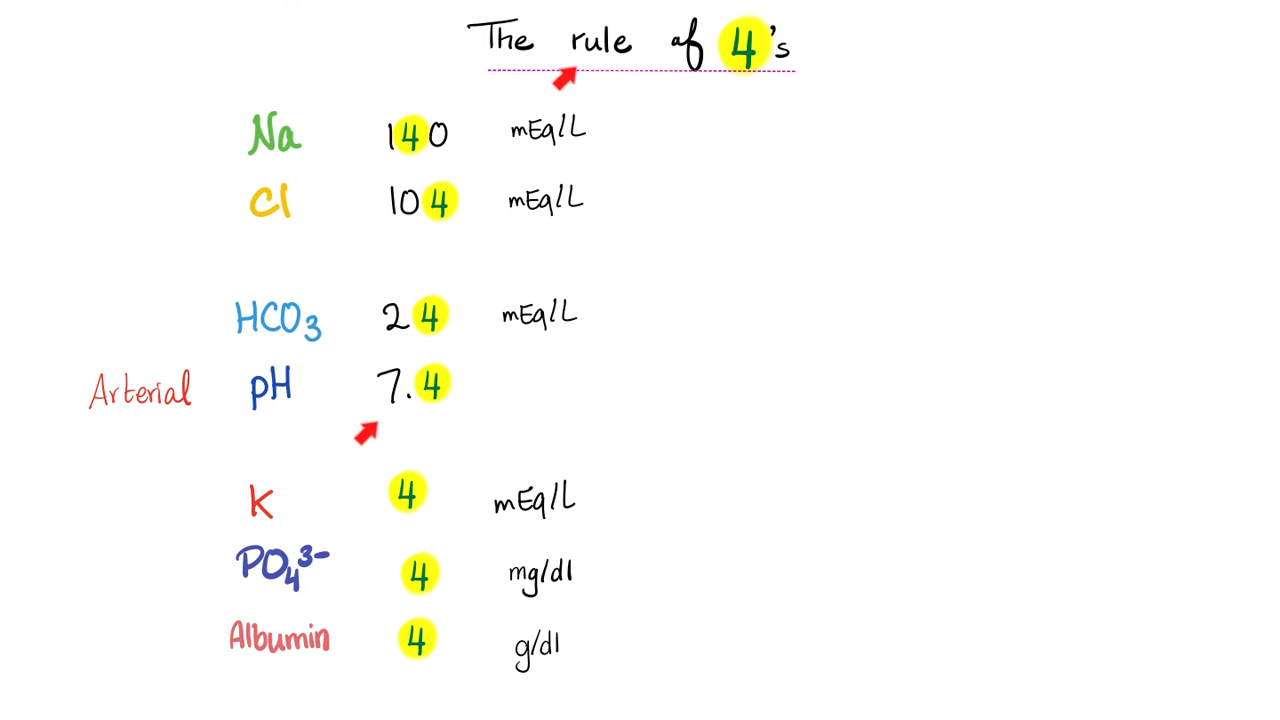 The rule of 4's
Na 140 mEq/L
Cl 104 mEq/L
HCO3 24 mEq/L
Arterial pH 7.4
K 4 mEq/L
PO4 3- 4 mg/dl
Albumin 4 g/dl